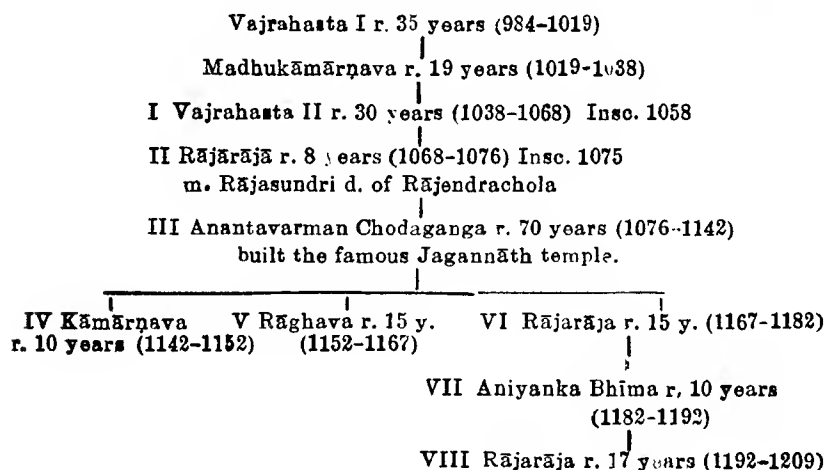 Vajrahasta I r. 35 years (984-1019)
Madhukāmārṇava r. 19 years (1019-1038)
I Vajrahasta II r. 30 years (1038-1068) Insc. 1058
II Rājārājā r. 8 years (1068-1076) Insc. 1075
m. Rājasundri d. of Rājendrachola
III Anantavarman Chodaganga r. 70 years (1076-1142)
built the famous Jagannāth temple.
IV Kāmārṇava V Rāghava r. 15 y. VI Rājarāja r. 15 y. (1167-1182)
r. 10 years (1142-1152) (1152-1167)
VII Aniyanka Bhīma r, 10 years
(1182-1192)
VIII Rājarāja r. 17 years (1192-1209)